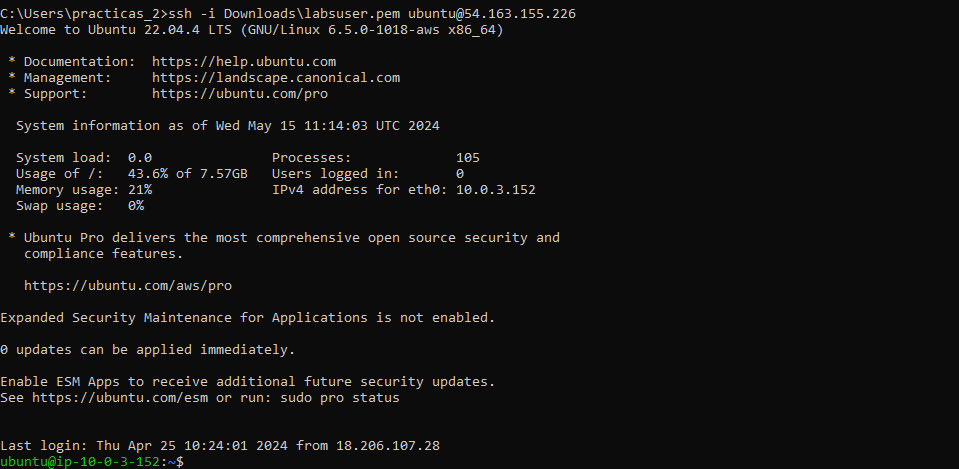 C:\Users\practicas_2>ssh -i Downloads\labsuser.pem ubuntu@54.163.155.226
Welcome to Ubuntu 22.04.4 LTS (GNU/Linux 6.5.0-1018-aws x86_64)

 * Documentation:  https://help.ubuntu.com
 * Management:     https://landscape.canonical.com
 * Support:        https://ubuntu.com/pro

  System information as of Wed May 15 11:14:03 UTC 2024

  System load:  0.0               Processes:             105
  Usage of /:   43.6% of 7.57GB   Users logged in:       0
  Memory usage: 21%               IPv4 address for eth0: 10.0.3.152
  Swap usage:   0%

 * Ubuntu Pro delivers the most comprehensive open source security and
   compliance features.

   https://ubuntu.com/aws/pro

Expanded Security Maintenance for Applications is not enabled.

0 updates can be applied immediately.

Enable ESM Apps to receive additional future security updates.
See https://ubuntu.com/esm or run: sudo pro status


Last login: Thu Apr 25 10:24:01 2024 from 18.206.107.28
ubuntu@ip-10-0-3-152:~$